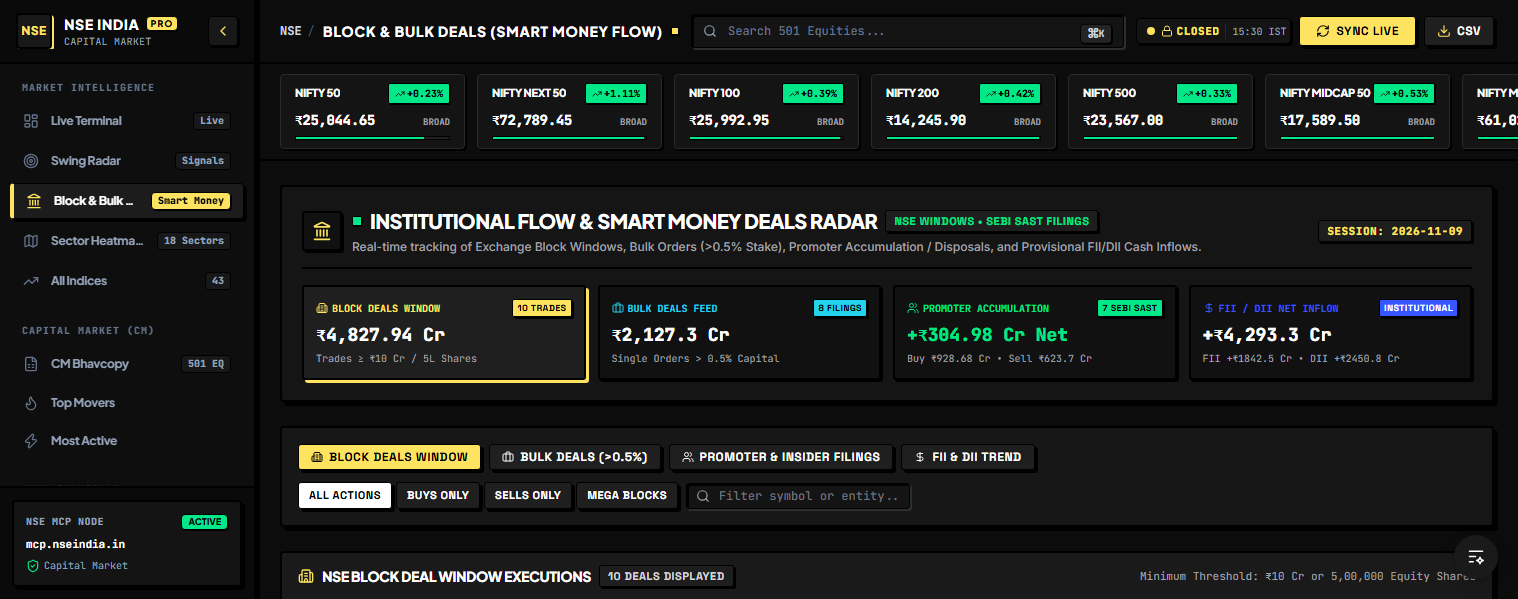 NSE
NSE INDIA PRO
CAPITAL MARKET
MARKET INTELLIGENCE
Live Terminal Live
Swing Radar Signals
Block & Bulk ... Smart Money
Sector Heatma... 18 Sectors
All Indices 43
CAPITAL MARKET (CM)
CM Bhavcopy 501 EQ
Top Movers
Most Active
NSE MCP NODE ACTIVE
mcp.nseindia.in
Capital Market
NSE / BLOCK & BULK DEALS (SMART MONEY FLOW)
Search 501 Equities... ⌘K
CLOSED 15:30 IST
SYNC LIVE
CSV
NIFTY 50 +0.23%
₹25,044.65 BROAD
NIFTY NEXT 50 +1.11%
₹72,789.45 BROAD
NIFTY 100 +0.39%
₹25,992.95 BROAD
NIFTY 200 +0.42%
₹14,245.90 BROAD
NIFTY 500 +0.33%
₹23,567.00 BROAD
NIFTY MIDCAP 50 +0.53%
₹17,589.50 BROAD
NIFTY M
₹61,0
INSTITUTIONAL FLOW & SMART MONEY DEALS RADAR NSE WINDOWS • SEBI SAST FILINGS
Real-time tracking of Exchange Block Windows, Bulk Orders (>0.5% Stake), Promoter Accumulation / Disposals, and Provisional FII/DII Cash Inflows.
SESSION: 2026-11-09
BLOCK DEALS WINDOW 10 TRADES
₹4,827.94 Cr
Trades ≥ ₹10 Cr / 5L Shares
BULK DEALS FEED 8 FILINGS
₹2,127.3 Cr
Single Orders > 0.5% Capital
PROMOTER ACCUMULATION 7 SEBI SAST
+₹304.98 Cr Net
Buy ₹928.68 Cr • Sell ₹623.7 Cr
$ FII / DII NET INFLOW INSTITUTIONAL
+₹4,293.3 Cr
FII +₹1842.5 Cr • DII +₹2450.8 Cr
BLOCK DEALS WINDOW
BULK DEALS (>0.5%)
PROMOTER & INSIDER FILINGS
$ FII & DII TREND
ALL ACTIONS
BUYS ONLY
SELLS ONLY
MEGA BLOCKS
Filter symbol or entity..
NSE BLOCK DEAL WINDOW EXECUTIONS 10 DEALS DISPLAYED
Minimum Threshold: ₹10 Cr or 5,00,000 Equity Shares